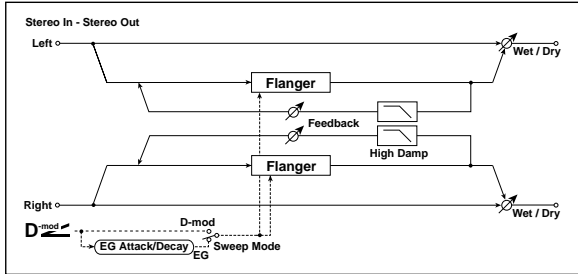 Stereo In - Stereo Out
Left
Wet / Dry
Flanger
Feedback
High Damp
Flanger
Right
Wet / Dry
D-mod
D-mod
EG Attack/Decay
EG
Sweep Mode